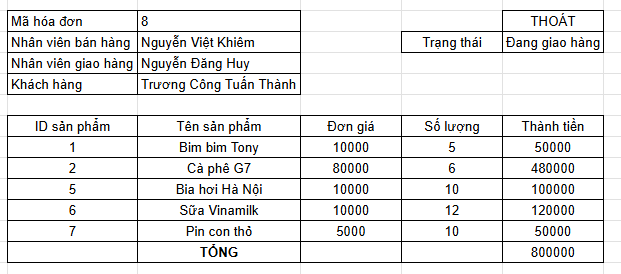 Mã hóa đơn 8 THOÁT
Nhân viên bán hàng Nguyễn Việt Khiêm Trạng thái Đang giao hàng
Nhân viên giao hàng Nguyễn Đăng Huy
Khách hàng Trương Công Tuấn Thành
ID sản phẩm Tên sản phẩm Đơn giá Số lượng Thành tiền
1 Bim bim Tony 10000 5 50000
2 Cà phê G7 80000 6 480000
5 Bia hơi Hà Nội 10000 10 100000
6 Sữa Vinamilk 10000 12 120000
7 Pin con thỏ 5000 10 50000
TỔNG 800000